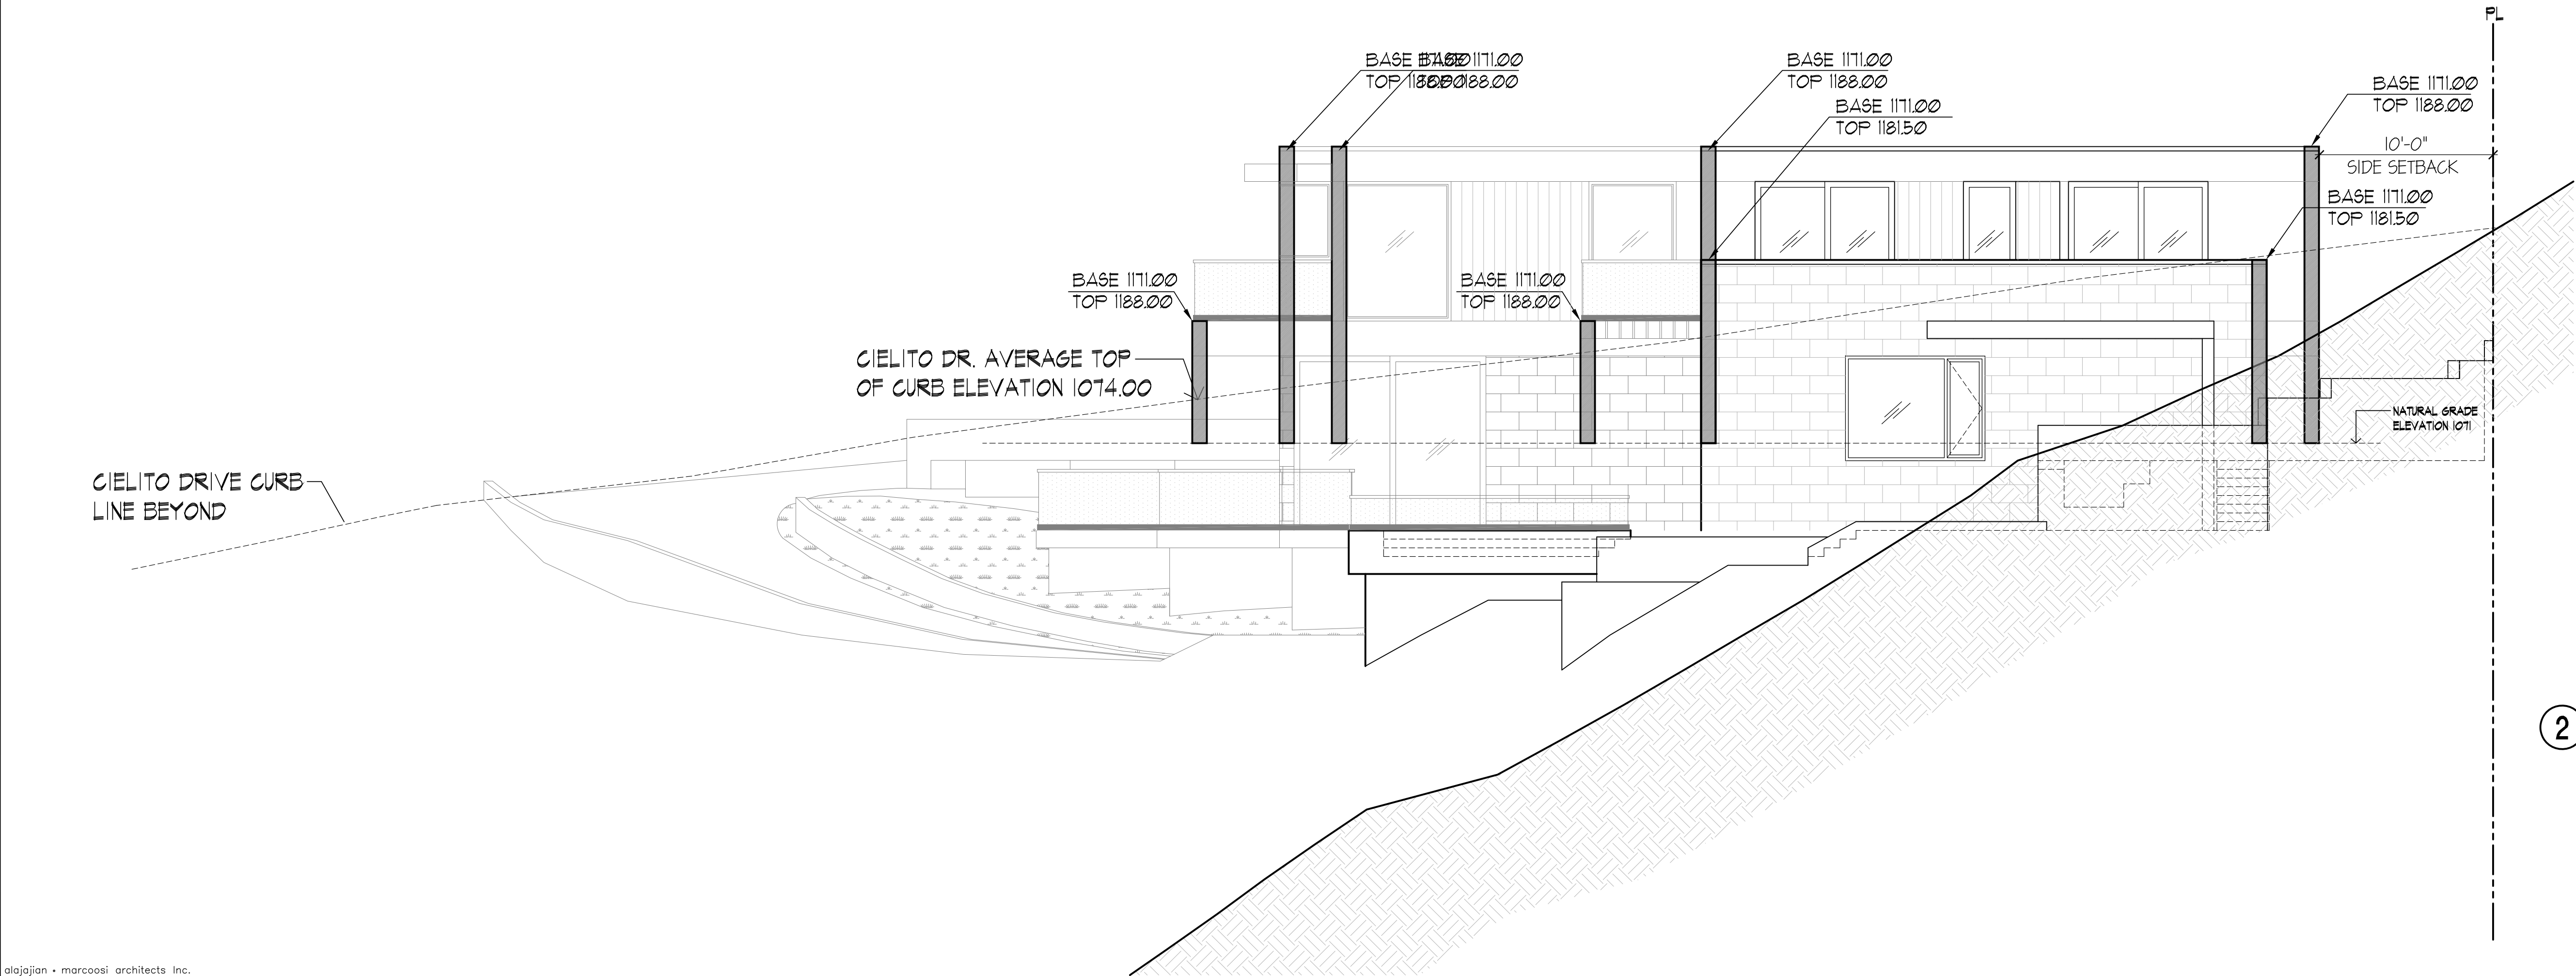 PL
BASE 1171.00
TOP 1188.00
BASE 1171.00
TOP 1188.00
BASE 1171.00
TOP 1188.00
BASE 1171.00
TOP 1181.50
10'-0"
SIDE SETBACK
BASE 1171.00
TOP 1181.50
BASE 1171.00
TOP 1188.00
BASE 1171.00
TOP 1188.00
CIELITO DR. AVERAGE TOP
OF CURB ELEVATION 1074.00
NATURAL GRADE
ELEVATION 1071
CIELITO DRIVE CURB
LINE BEYOND
2
alajajian • marcoosi architects Inc.